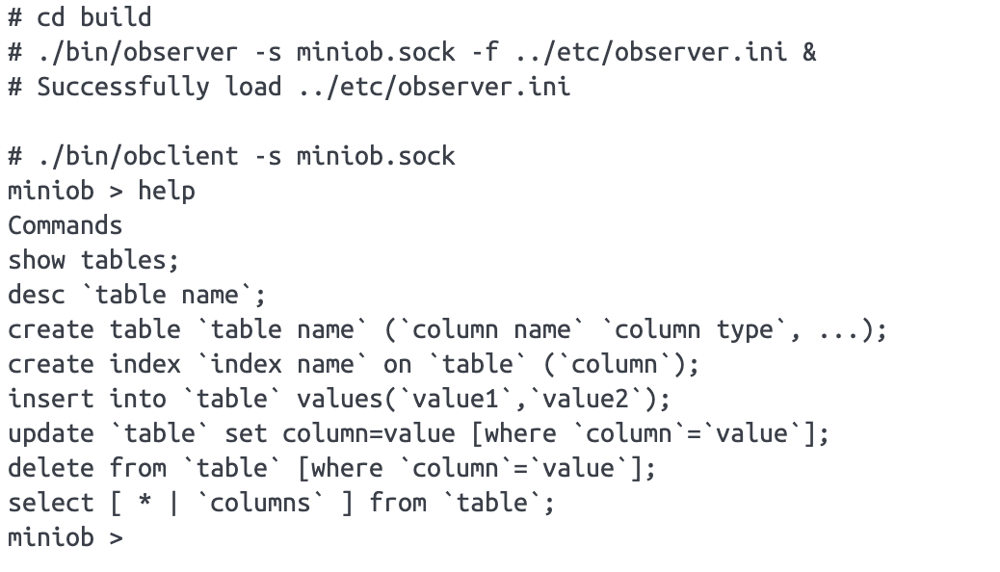 # cd build
# ./bin/observer -s miniob.sock -f ../etc/observer.ini &
# Successfully load ../etc/observer.ini

# ./bin/obclient -s miniob.sock
miniob > help
Commands
show tables;
desc `table name`;
create table `table name` (`column name` `column type`, ...);
create index `index name` on `table` (`column`);
insert into `table` values(`value1`,`value2`);
update `table` set column=value [where `column`=`value`];
delete from `table` [where `column`=`value`];
select [ * | `columns` ] from `table`;
miniob >